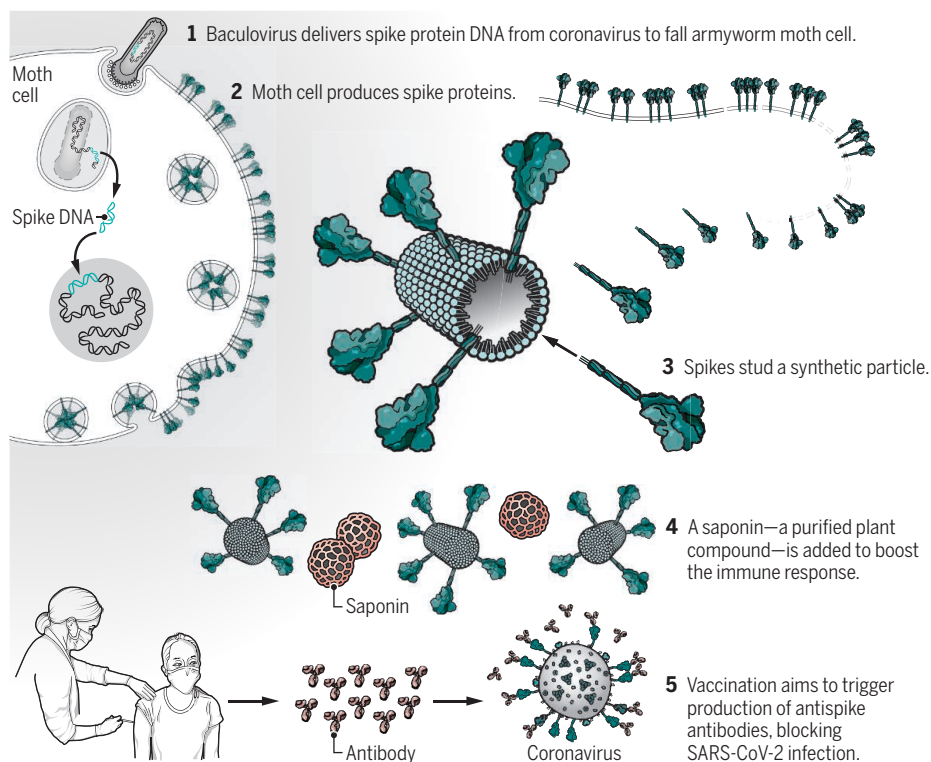 1 Baculovirus delivers spike protein DNA from coronavirus to fall armyworm moth cell.
Moth
cell
2 Moth cell produces spike proteins.
Spike DNA
3 Spikes stud a synthetic particle.
4 A saponin—a purified plant
compound—is added to boost
the immune response.
Saponin
5 Vaccination aims to trigger
production of antispike
antibodies, blocking
SARS-CoV-2 infection.
Antibody
Coronavirus